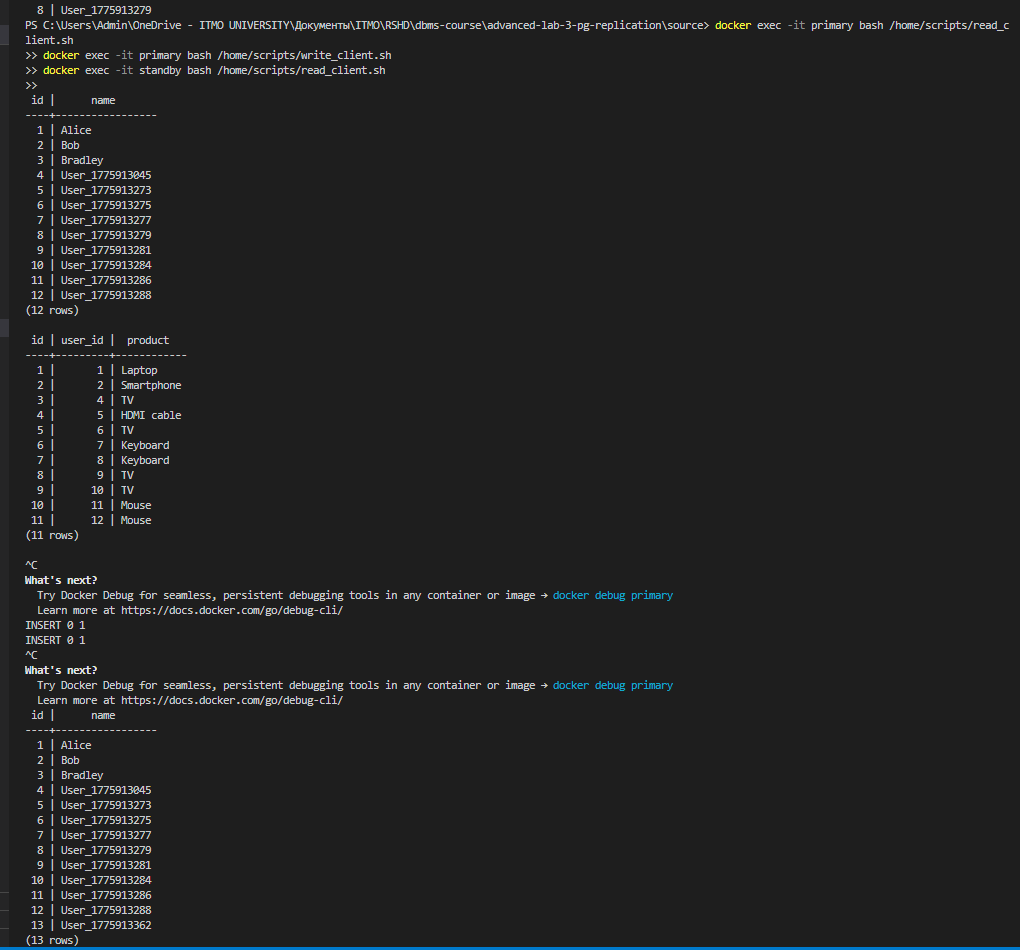 8 | User_1775913279
PS C:\Users\Admin\OneDrive - ITMO UNIVERSITY\Документы\ITMO\RSHD\dbms-course\advanced-lab-3-pg-replication\source> docker exec -it primary bash /home/scripts/read_c
lient.sh
>> docker exec -it primary bash /home/scripts/write_client.sh
>> docker exec -it standby bash /home/scripts/read_client.sh
>>
 id |      name
----+-----------------
  1 | Alice
  2 | Bob
  3 | Bradley
  4 | User_1775913045
  5 | User_1775913273
  6 | User_1775913275
  7 | User_1775913277
  8 | User_1775913279
  9 | User_1775913281
 10 | User_1775913284
 11 | User_1775913286
 12 | User_1775913288
(12 rows)

 id | user_id |  product
----+---------+------------
  1 |       1 | Laptop
  2 |       2 | Smartphone
  3 |       4 | TV
  4 |       5 | HDMI cable
  5 |       6 | TV
  6 |       7 | Keyboard
  7 |       8 | Keyboard
  8 |       9 | TV
  9 |      10 | TV
 10 |      11 | Mouse
 11 |      12 | Mouse
(11 rows)

^C
What's next?
  Try Docker Debug for seamless, persistent debugging tools in any container or image → docker debug primary
  Learn more at https://docs.docker.com/go/debug-cli/
INSERT 0 1
INSERT 0 1
^C
What's next?
  Try Docker Debug for seamless, persistent debugging tools in any container or image → docker debug primary
  Learn more at https://docs.docker.com/go/debug-cli/
 id |      name
----+-----------------
  1 | Alice
  2 | Bob
  3 | Bradley
  4 | User_1775913045
  5 | User_1775913273
  6 | User_1775913275
  7 | User_1775913277
  8 | User_1775913279
  9 | User_1775913281
 10 | User_1775913284
 11 | User_1775913286
 12 | User_1775913288
 13 | User_1775913362
(13 rows)